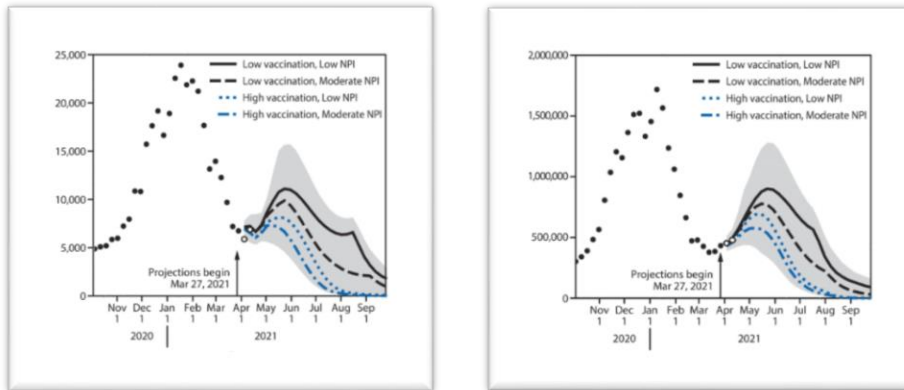 25,000
20,000
15,000
10,000
5,000
0
Low vaccination, Low NPI
Low vaccination, Moderate NPI
High vaccination, Low NPI
High vaccination, Moderate NPI
Projections begin
Mar 27, 2021
Nov Dec Jan Feb Mar Apr May Jun Jul Aug Sep
1 1 1 1 1 1 1 1 1 1 1
2020 2021
2,000,000
1,500,000
1,000,000
500,000
0
Low vaccination, Low NPI
Low vaccination, Moderate NPI
High vaccination, Low NPI
High vaccination, Moderate NPI
Projections begin
Mar 27, 2021
Nov Dec Jan Feb Mar Apr May Jun Jul Aug Sep
1 1 1 1 1 1 1 1 1 1 1
2020 2021